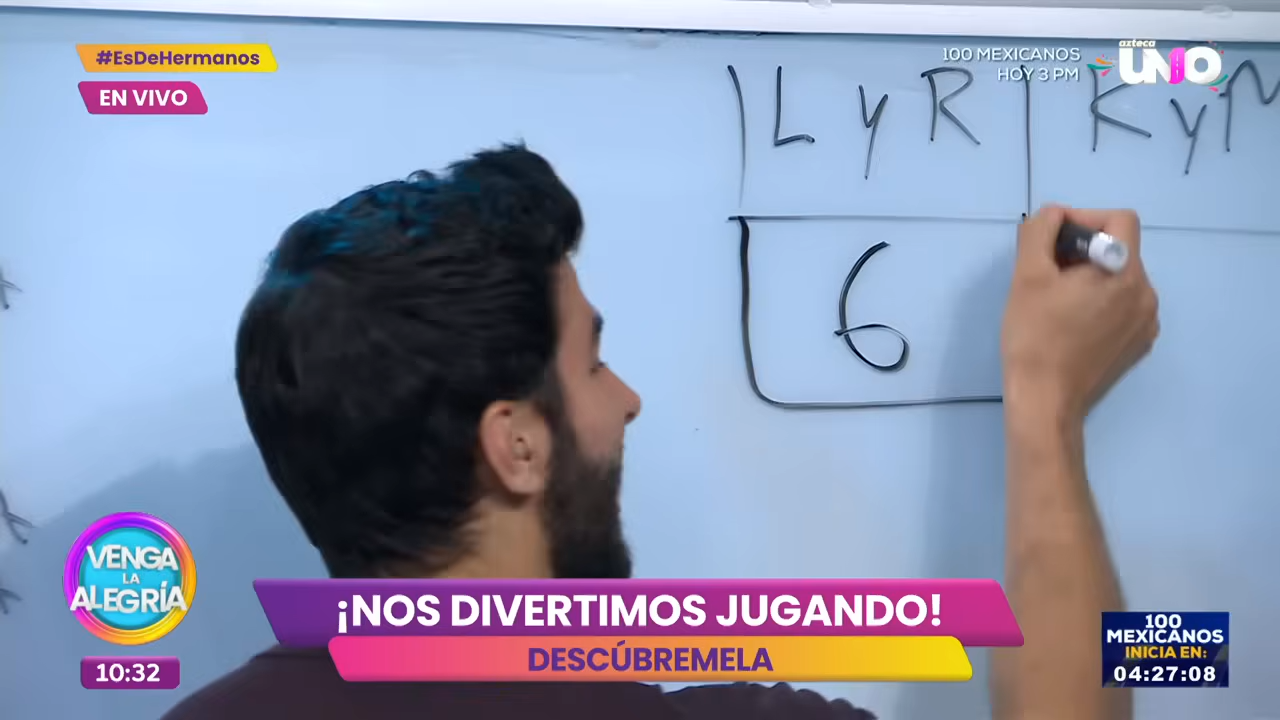 #EsDeHermanos
EN VIVO
100 MEXICANOS
HOY 3 PM
azteca
UNO
L y R
K y M
6
VENGA
LA
ALEGRÍA
10:32
¡NOS DIVERTIMOS JUGANDO!
DESCÚBREMELA
100
MEXICANOS
INICIA EN:
04:27:08